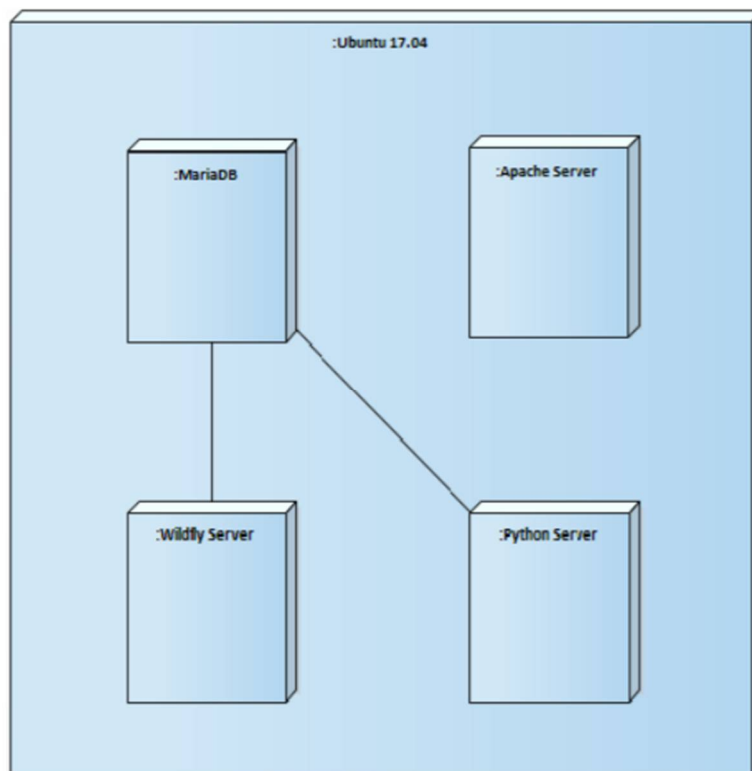 :Ubuntu 17.04
:MariaDB
:Apache Server
:Wildfly Server
:Python Server